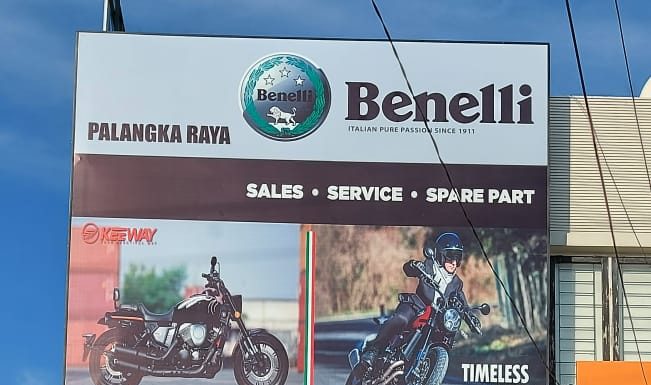 Benelli
Benelli
ITALIAN PURE PASSION SINCE 1911
PALANGKA RAYA
SALES • SERVICE • SPARE PART
KEEWAY
TIMELESS